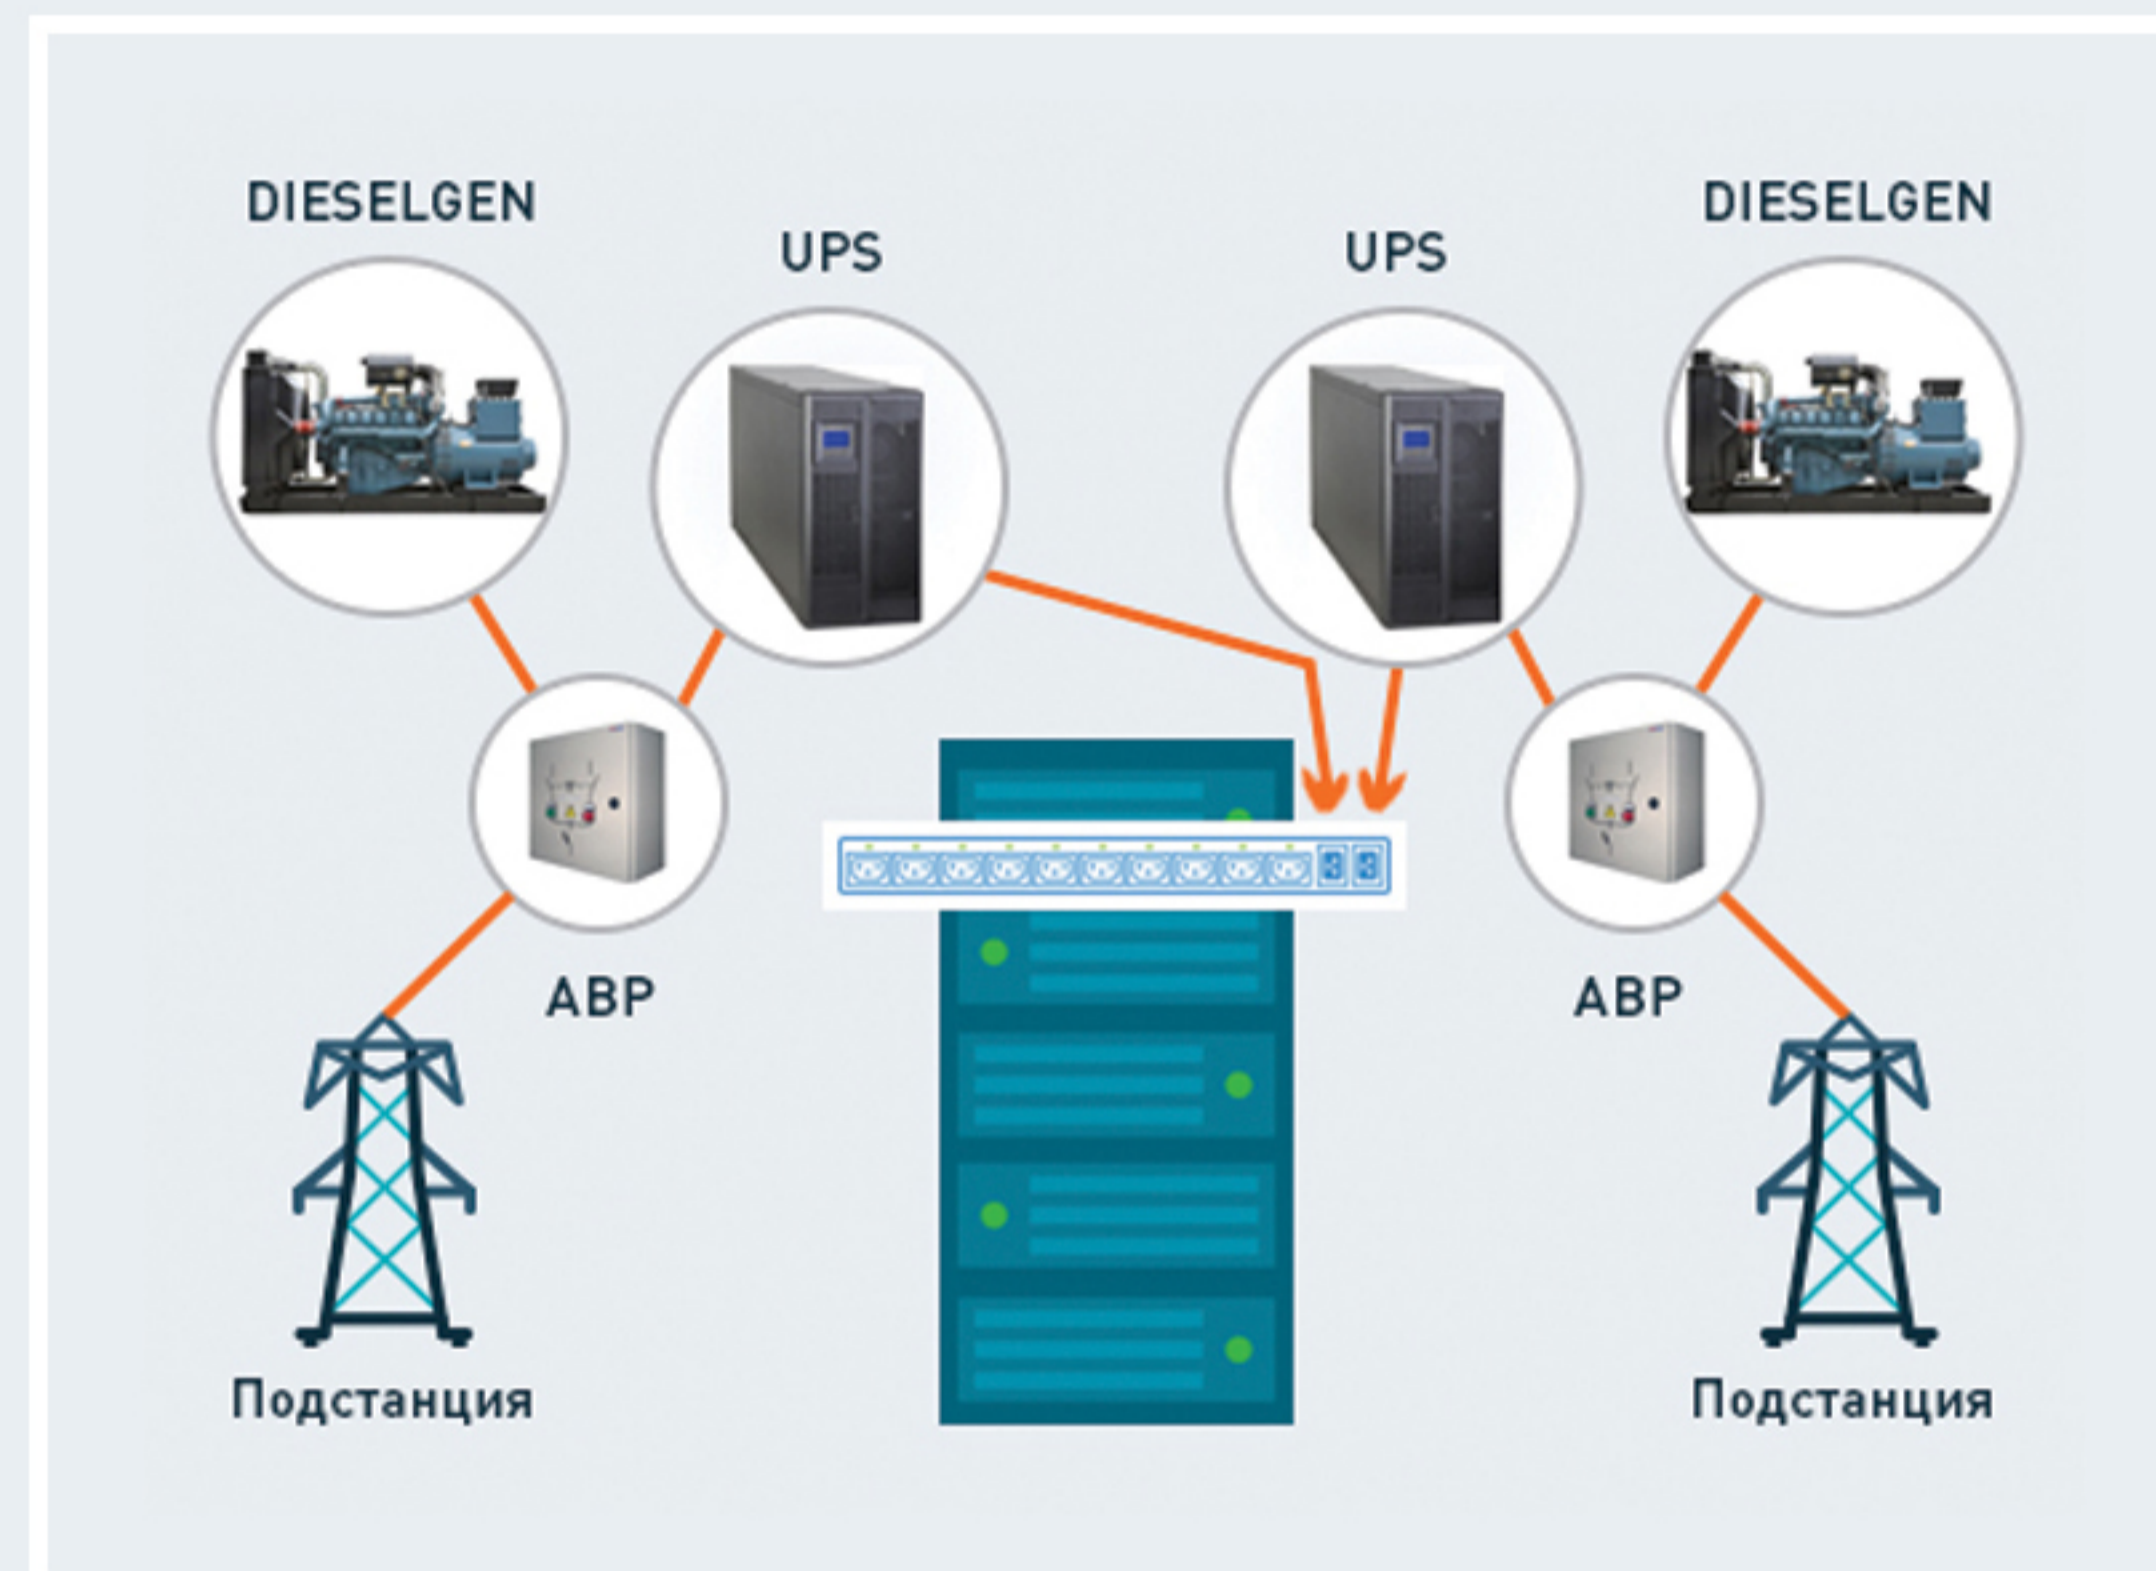 DIESELGEN
UPS
UPS
DIESELGEN
АВР
АВР
Подстанция
Подстанция